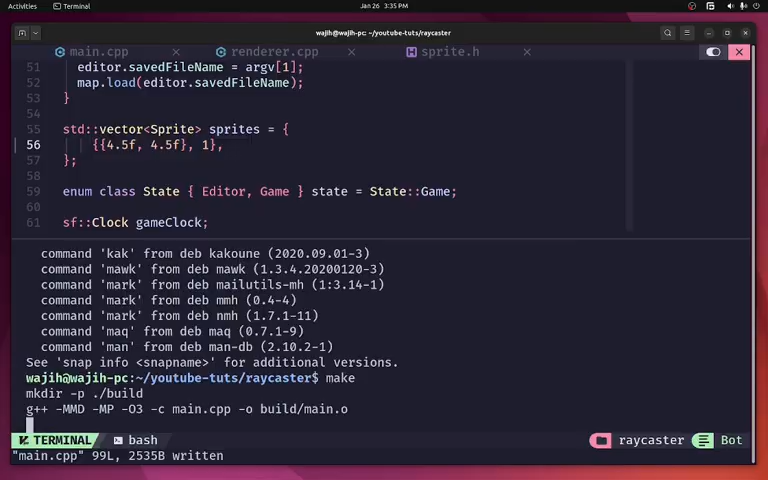 Activities Terminal Jan 26 3:35 PM
wajih@wajih-pc: ~/youtube-tuts/raycaster
main.cpp renderer.cpp sprite.h
51 editor.savedFileName = argv[1];
52 map.load(editor.savedFileName);
53 }
54
55 std::vector<Sprite> sprites = {
56 {{4.5f, 4.5f}, 1},
57 };
58
59 enum class State { Editor, Game } state = State::Game;
60
61 sf::Clock gameClock;
command 'kak' from deb kakoune (2020.09.01-3)
command 'mawk' from deb mawk (1.3.4.20200120-3)
command 'mark' from deb mailutils-mh (1:3.14-1)
command 'mark' from deb mmh (0.4-4)
command 'mark' from deb nmh (1.7.1-11)
command 'maq' from deb maq (0.7.1-9)
command 'man' from deb man-db (2.10.2-1)
See 'snap info <snapname>' for additional versions.
wajih@wajih-pc:~/youtube-tuts/raycaster$ make
mkdir -p ./build
g++ -MMD -MP -O3 -c main.cpp -o build/main.o
TERMINAL bash raycaster Bot
"main.cpp" 99L, 2535B written